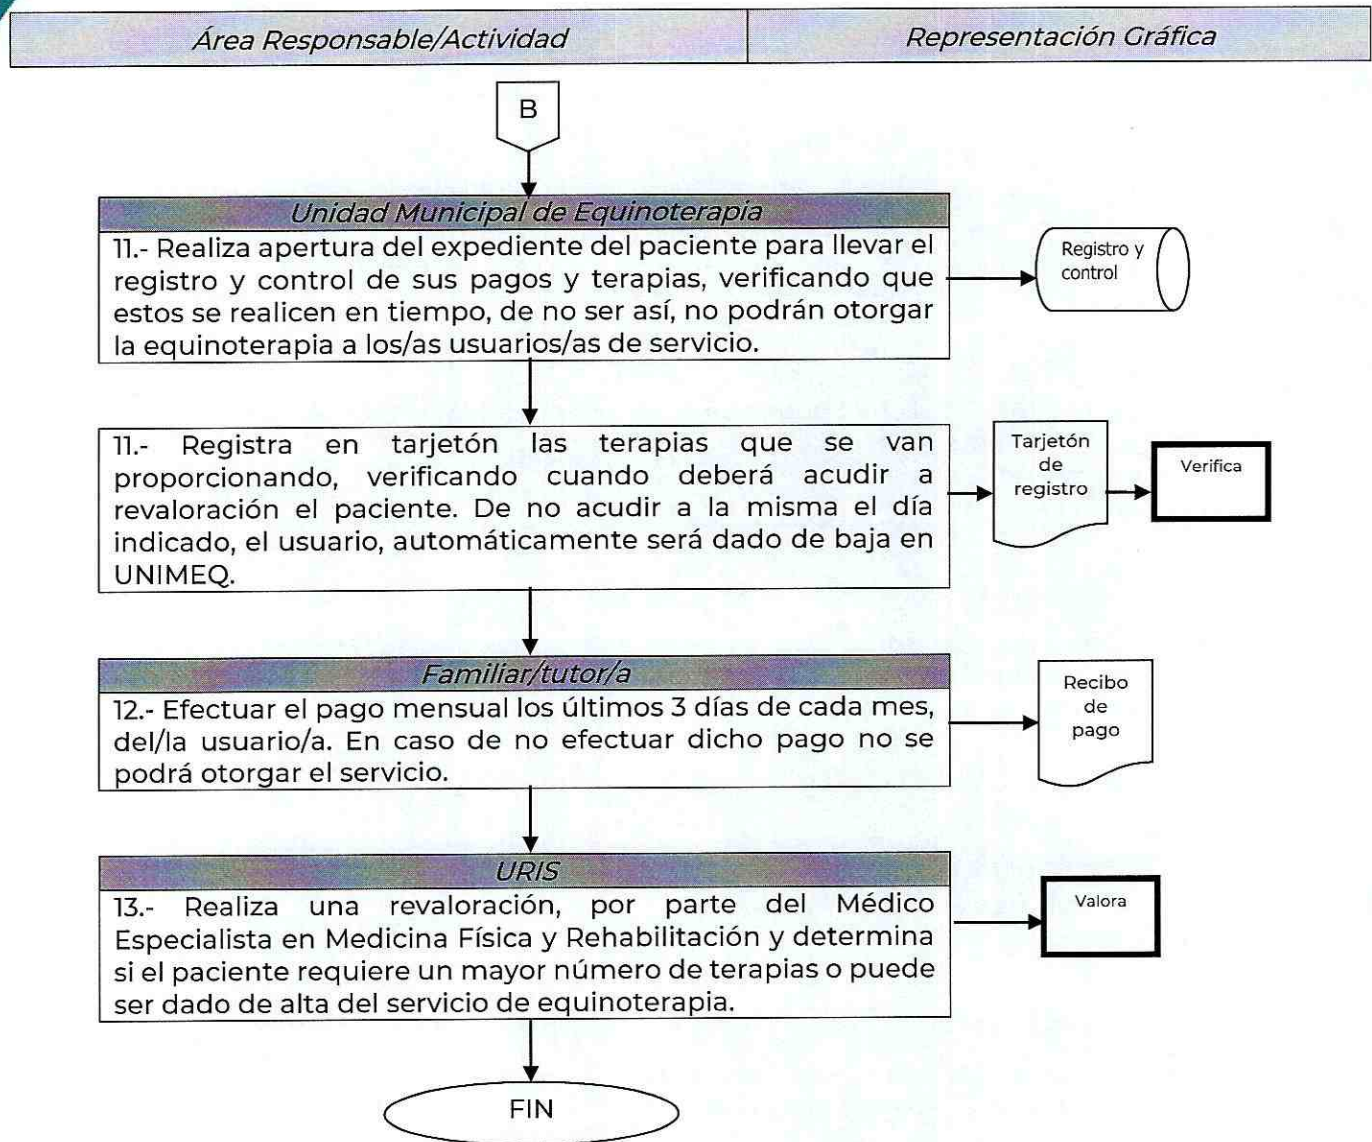 Área Responsable/Actividad
Representación Gráfica
B
Unidad Municipal de Equinoterapia
11.- Realiza apertura del expediente del paciente para llevar el
registro y control de sus pagos y terapias, verificando que
estos se realicen en tiempo, de no ser así, no podrán otorgar
la equinoterapia a los/as usuarios/as de servicio.
Registro y
control
11.- Registra en tarjetón las terapias que se van
proporcionando, verificando cuando deberá acudir a
revaloración el paciente. De no acudir a la misma el día
indicado, el usuario, automáticamente será dado de baja en
UNIMEQ.
Tarjetón
de
registro
Verifica
Familiar/tutor/a
12.- Efectuar el pago mensual los últimos 3 días de cada mes,
del/la usuario/a. En caso de no efectuar dicho pago no se
podrá otorgar el servicio.
Recibo
de
pago
URIS
13.- Realiza una revaloración, por parte del Médico
Especialista en Medicina Física y Rehabilitación y determina
si el paciente requiere un mayor número de terapias o puede
ser dado de alta del servicio de equinoterapia.
Valora
FIN